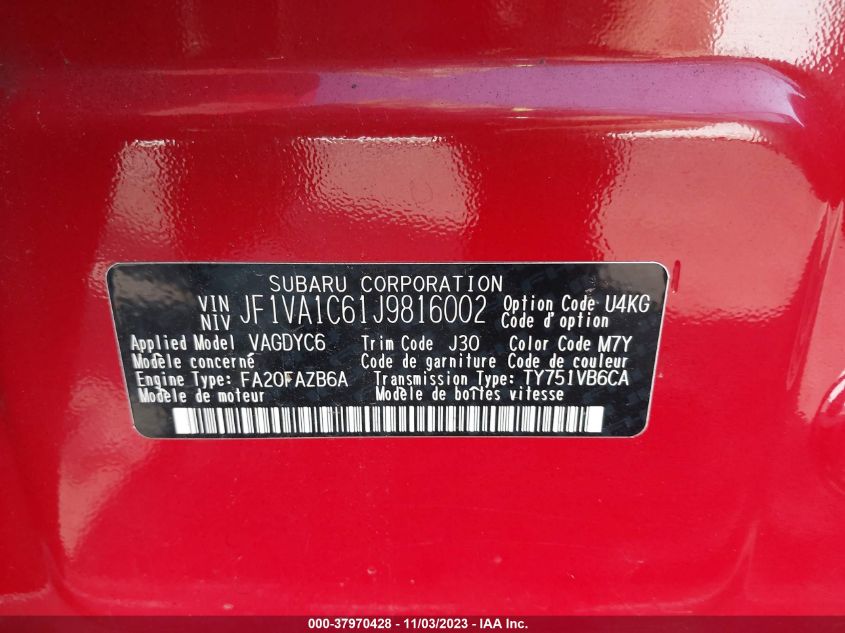 SUBARU CORPORATION
VIN NIV JF1VA1C61J9816002 Option Code U4KG
Code d'option
Applied Model VAGDYC6 Trim Code J30 Color Code M7Y
Modèle concerné Code de garniture Code de couleur
Engine Type: FA20FAZB6A Transmission Type: TY751VB6CA
Modèle de moteur Modèle de boîtes vitesse
000-37970428 - 11/03/2023 - IAA Inc.